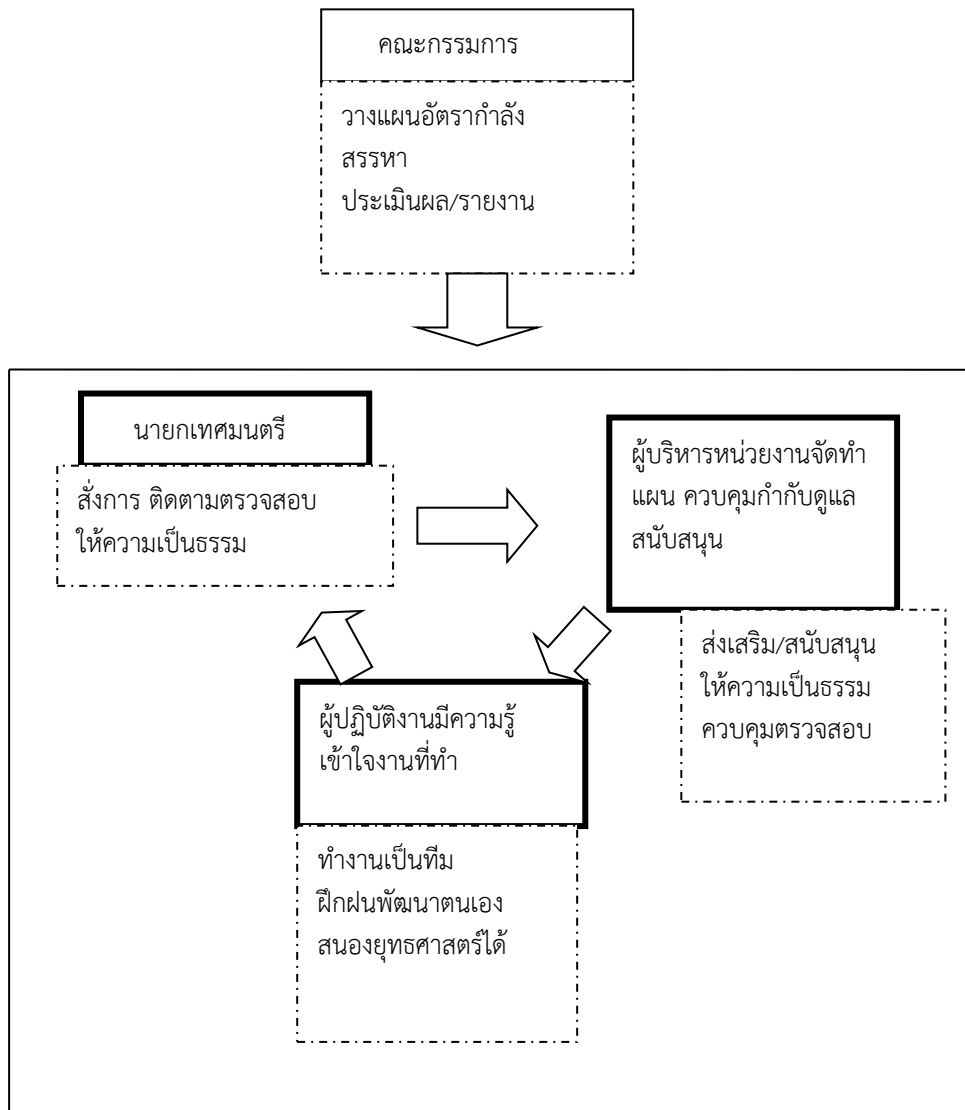 คณะกรรมการ
วางแผนอัตรากำลัง
สรรหา
ประเมินผล/รายงาน
นายกเทศมนตรี
สั่งการ ติดตามตรวจสอบ
ให้ความเป็นธรรม
ผู้บริหารหน่วยงานจัดทำ
แผน ควบคุมกำกับดูแล
สนับสนุน
ส่งเสริม/สนับสนุน
ให้ความเป็นธรรม
ควบคุมตรวจสอบ
ผู้ปฏิบัติงานมีความรู้
เข้าใจงานที่ทำ
ทำงานเป็นทีม
ฝึกฝนพัฒนาตนเอง
สนองยุทธศาสตร์ได้